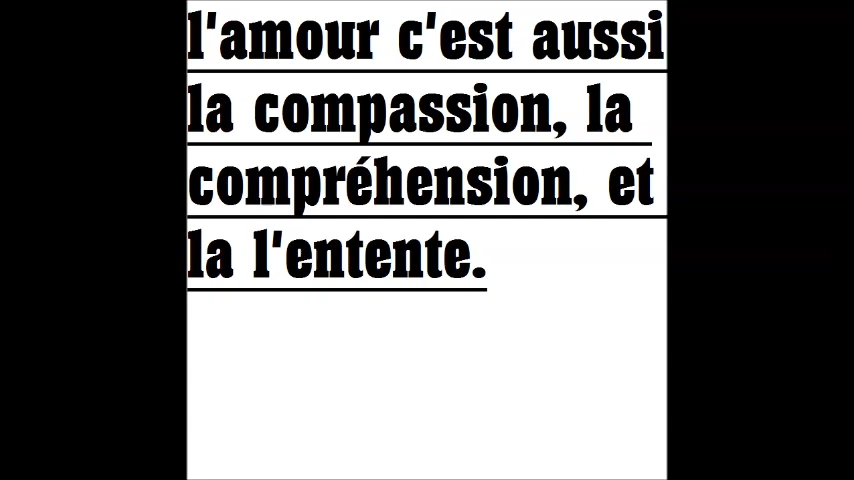 l'amour c'est aussi
la compassion, la
compréhension, et
la l'entente.